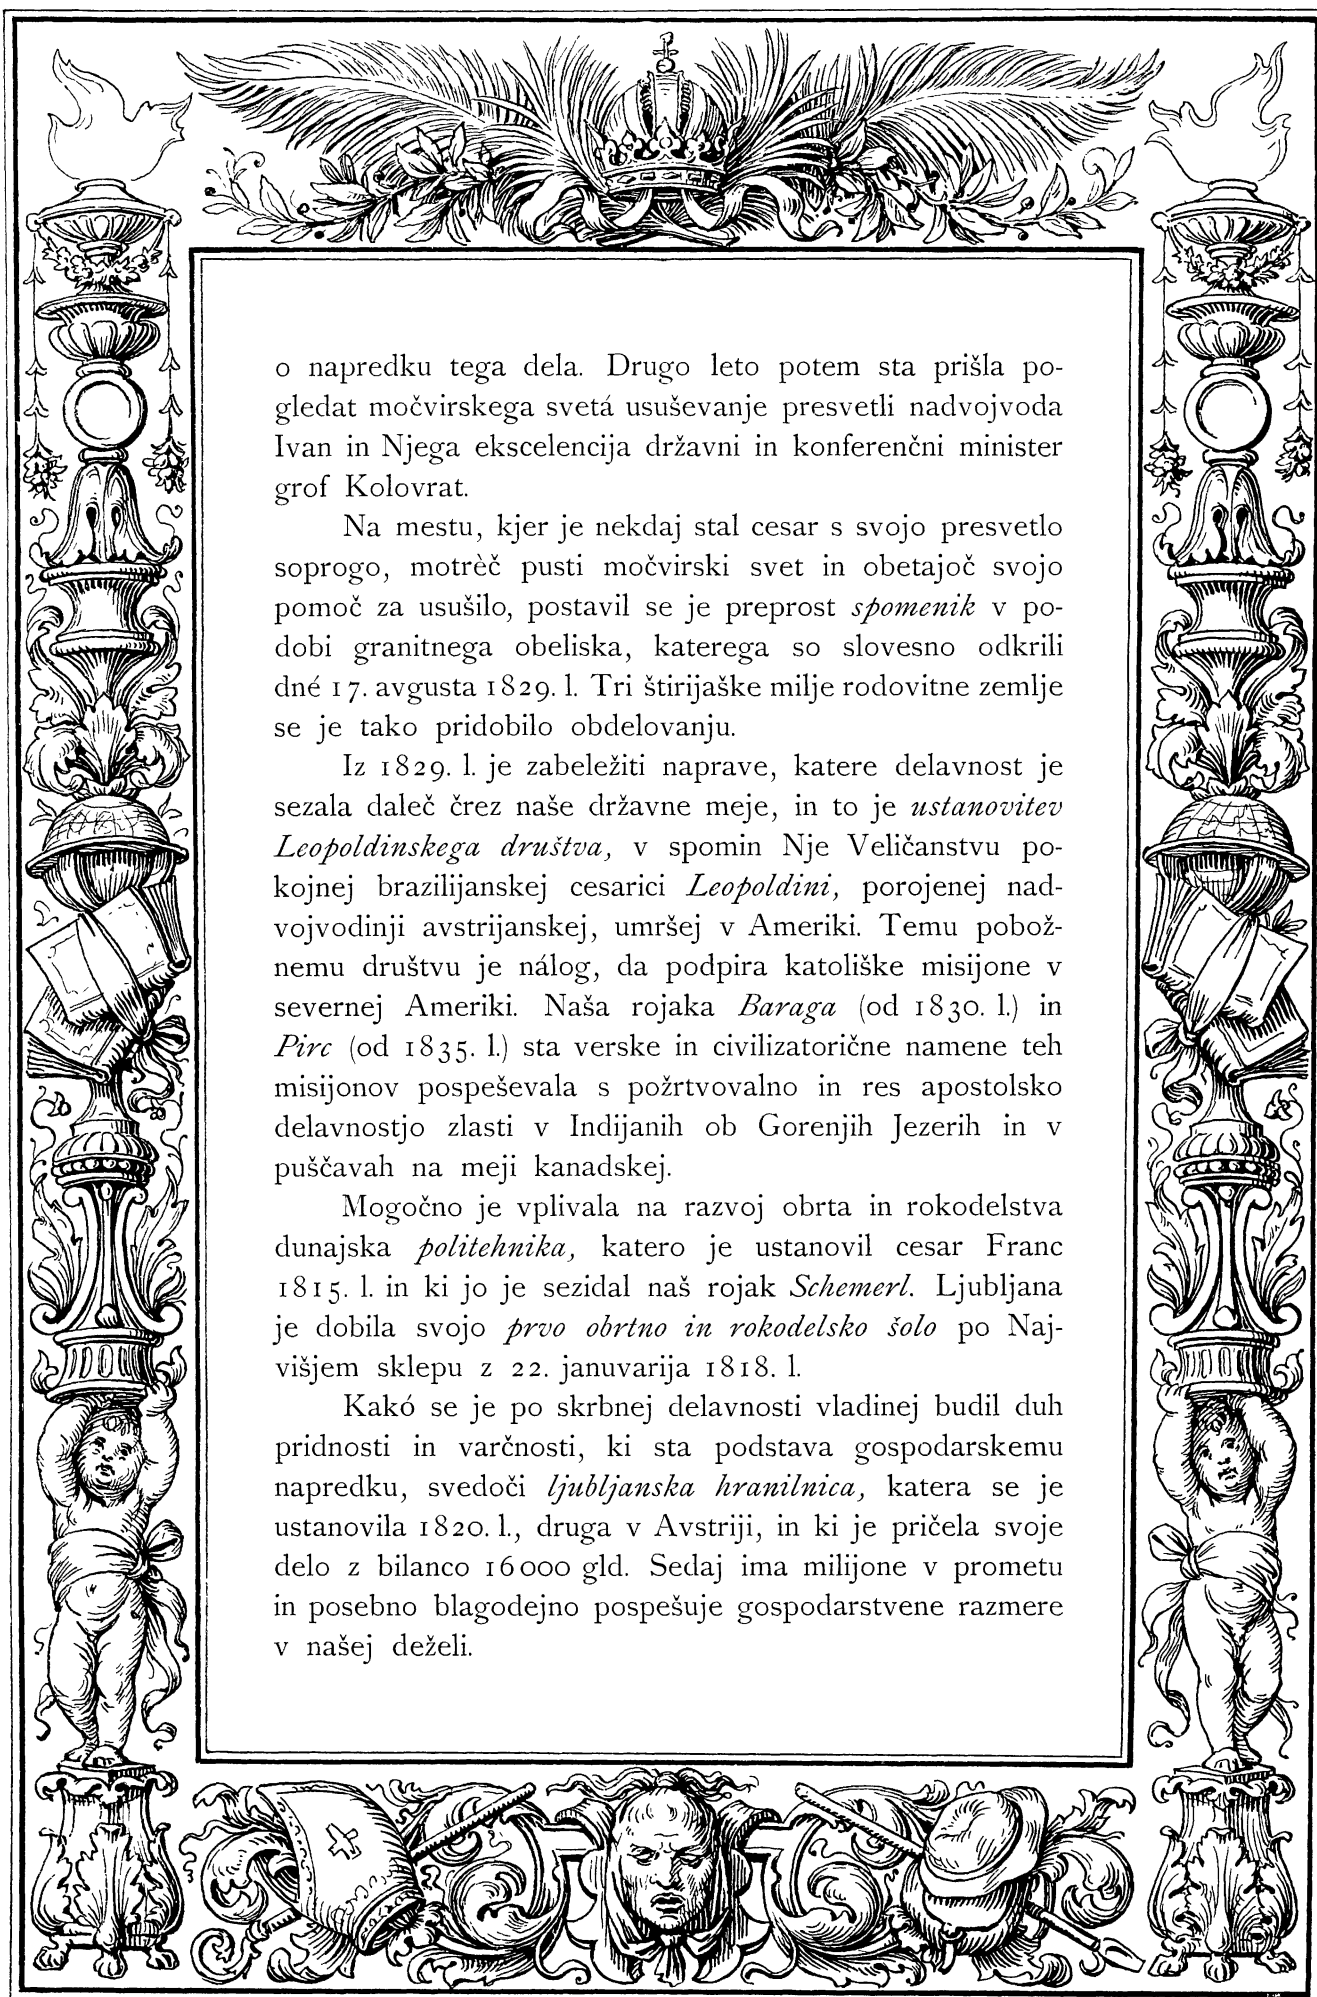 o napredku tega dela. Drugo leto potem sta prišla po-
gledat močvirskega svetá usuševanje presvetli nadvojvoda
Ivan in Njega ekscelencija državni in konferenčni minister
grof Kolovrat.
Na mestu, kjer je nekdaj stal cesar s svojo presvetlo
soprogo, motrèč pusti močvirski svet in obetajoč svojo
pomoč za usušilo, postavil se je preprost spomenik v po-
dobi granitnega obeliska, katerega so slovesno odkrili
dné 17. avgusta 1829. l. Tri štirijaške milje rodovitne zemlje
se je tako pridobilo obdelovanju.
Iz 1829. l. je zabeležiti naprave, katere delavnost je
sezala daleč črez naše državne meje, in to je ustanovitev
Leopoldinskega društva, v spomin Nje Veličanstvu po-
kojnej brazilijanskej cesarici Leopoldini, porojenej nad-
vojvodinji avstrijanskej, umršej v Ameriki. Temu pobož-
nemu društvu je nálog, da podpira katoliške misijone v
severnej Ameriki. Naša rojaka Baraga (od 1830. l.) in
Pirc (od 1835. l.) sta verske in civilizatorične namene teh
misijonov pospeševala s požrtvovalno in res apostolsko
delavnostjo zlasti v Indijanih ob Gorenjih Jezerih in v
puščavah na meji kanadskej.
Mogočno je vplivala na razvoj obrta in rokodelstva
dunajska politehnika, katero je ustanovil cesar Franc
1815. l. in ki jo je sezidal naš rojak Schemerl. Ljubljana
je dobila svojo prvo obrtno in rokodelsko šolo po Naj-
višjem sklepu z 22. januvarija 1818. l.
Kakó se je po skrbnej delavnosti vladinej budil duh
pridnosti in varčnosti, ki sta podstava gospodarskemu
napredku, svedoči ljubljanska hranilnica, katera se je
ustanovila 1820. l., druga v Avstriji, in ki je pričela svoje
delo z bilanco 16000 gld. Sedaj ima milijone v prometu
in posebno blagodejno pospešuje gospodarstvene razmere
v našej deželi.